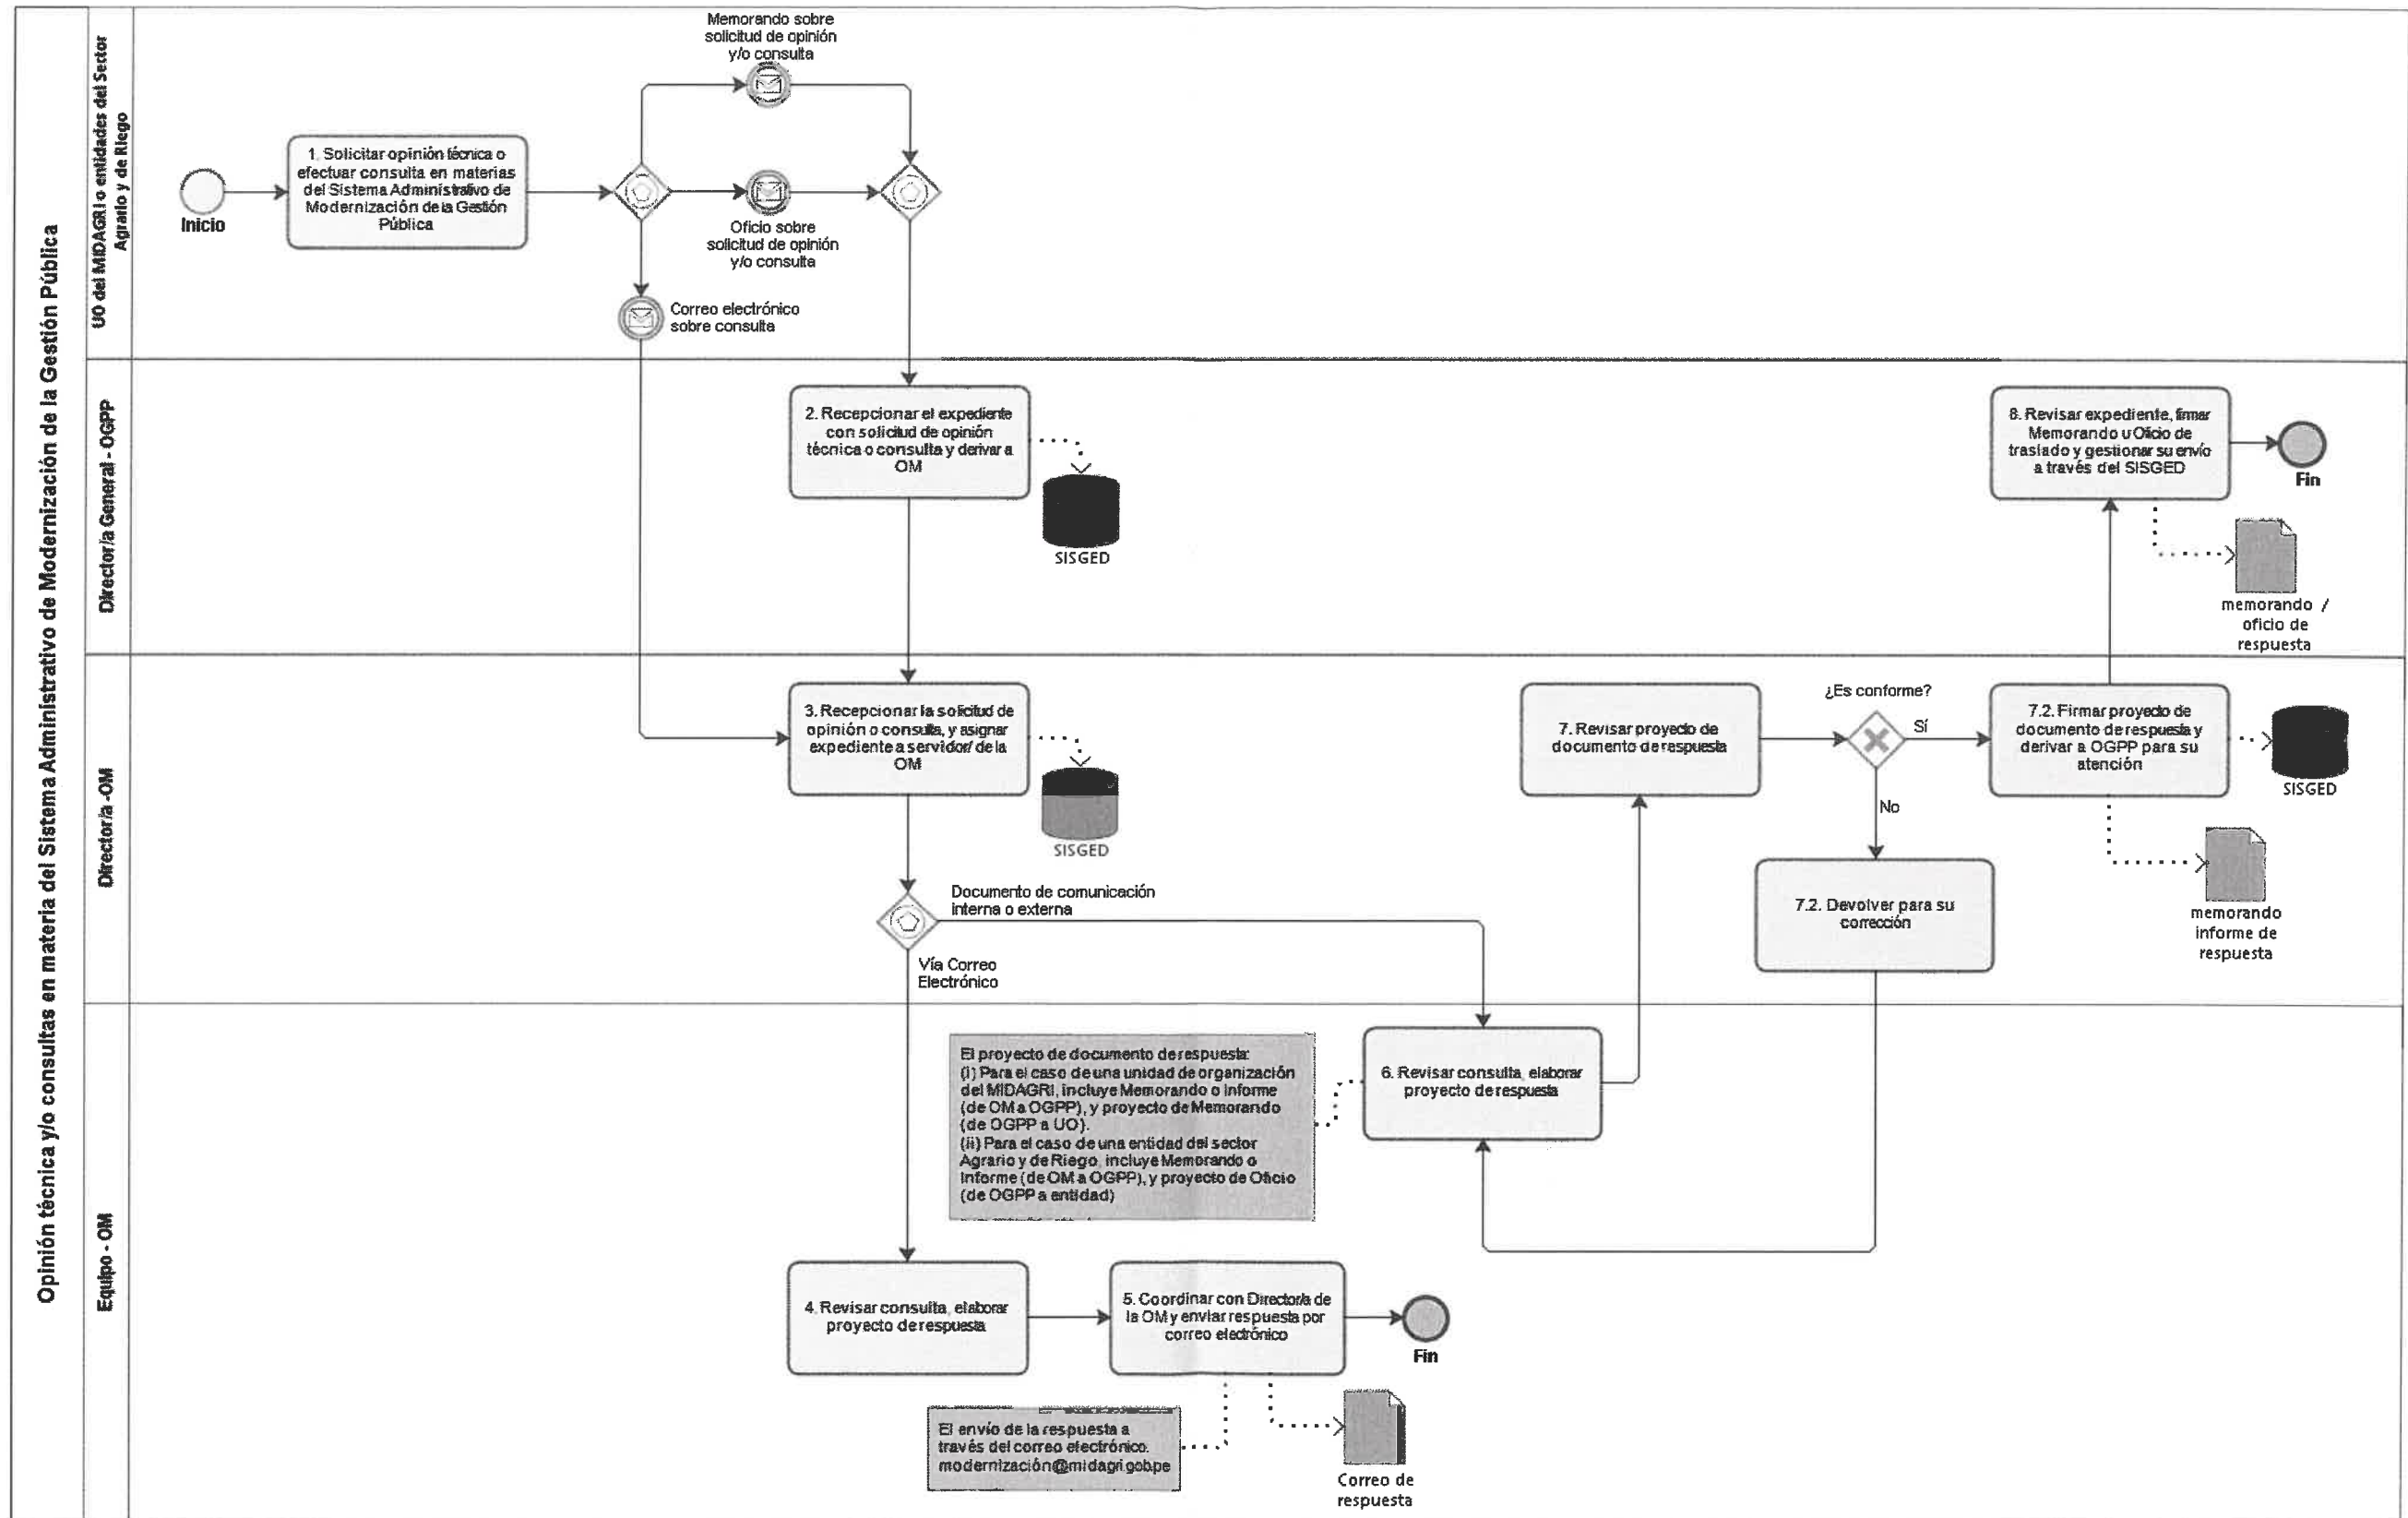 Opinión técnica y/o consultas en materia del Sistema Administrativo de Modernización de la Gestión Pública
UO del MIDAGRI o entidades del Sector
Agrario y de Riego
Memorando sobre
solicitud de opinión
y/o consulta
Inicio
1. Solicitar opinión técnica o
efectuar consulta en materias
del Sistema Administrativo de
Modernización de la Gestión
Pública
Oficio sobre
solicitud de opinión
y/o consulta
Correo electrónico
sobre consulta
Director/a General - OGPP
2. Recepcionar el expediente
con solicitud de opinión
técnica o consulta y derivar a
OM
SISGED
8. Revisar expediente, firmar
Memorando u Oficio de
traslado y gestionar su envío
a través del SISGED
Fin
memorando /
oficio de
respuesta
Director/a -OM
3. Recepcionar la solicitud de
opinión o consulta, y asignar
expediente a servidor/ de la
OM
SISGED
Documento de comunicación
interna o externa
Vía Correo
Electrónico
7. Revisar proyecto de
documento de respuesta
¿Es conforme?
Sí
No
7.2. Firmar proyecto de
documento de respuesta y
derivar a OGPP para su
atención
SISGED
memorando
informe de
respuesta
7.2. Devolver para su
corrección
Equipo - OM
El proyecto de documento de respuesta:
(i) Para el caso de una unidad de organización
del MIDAGRI, incluye Memorando o Informe
(de OM a OGPP), y proyecto de Memorando
(de OGPP a UO).
(ii) Para el caso de una entidad del sector
Agrario y de Riego, incluye Memorando o
Informe (de OM a OGPP), y proyecto de Oficio
(de OGPP a entidad)
6. Revisar consulta, elaborar
proyecto de respuesta
4. Revisar consulta, elaborar
proyecto de respuesta
5. Coordinar con Director/a de
la OM y enviar respuesta por
correo electrónico
Fin
El envío de la respuesta a
través del correo electrónico.
modernización@midagri.gob.pe
Correo de
respuesta